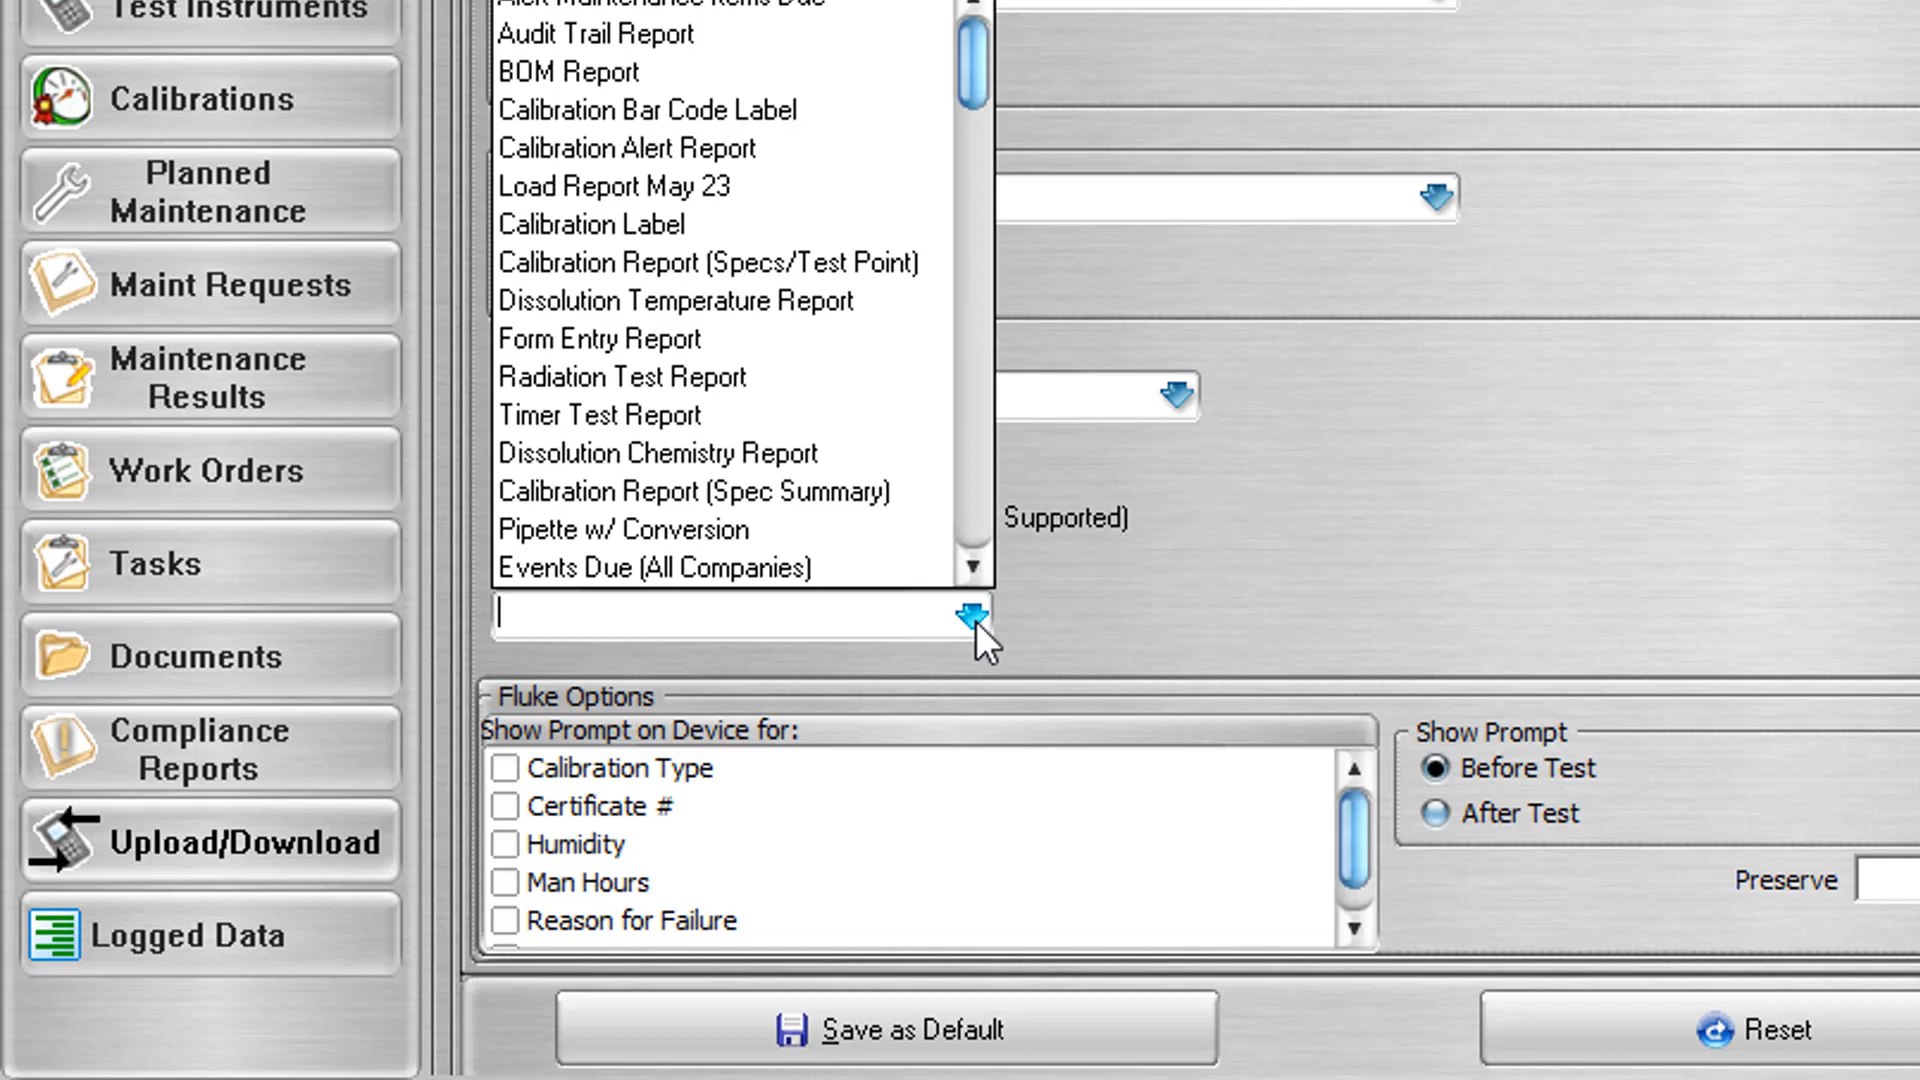 Test Instruments
Calibrations
Planned
Maintenance
Maint Requests
Maintenance
Results
Work Orders
Tasks
Documents
Compliance
Reports
Upload/Download
Logged Data
Alert Maintenance Items Due
Audit Trail Report
BOM Report
Calibration Bar Code Label
Calibration Alert Report
Load Report May 23
Calibration Label
Calibration Report (Specs/Test Point)
Dissolution Temperature Report
Form Entry Report
Radiation Test Report
Timer Test Report
Dissolution Chemistry Report
Calibration Report (Spec Summary)
Pipette w/ Conversion
Events Due (All Companies)
Supported)
Fluke Options
Show Prompt on Device for:
Calibration Type
Certificate #
Humidity
Man Hours
Reason for Failure
Show Prompt
Before Test
After Test
Preserve
Save as Default
Reset